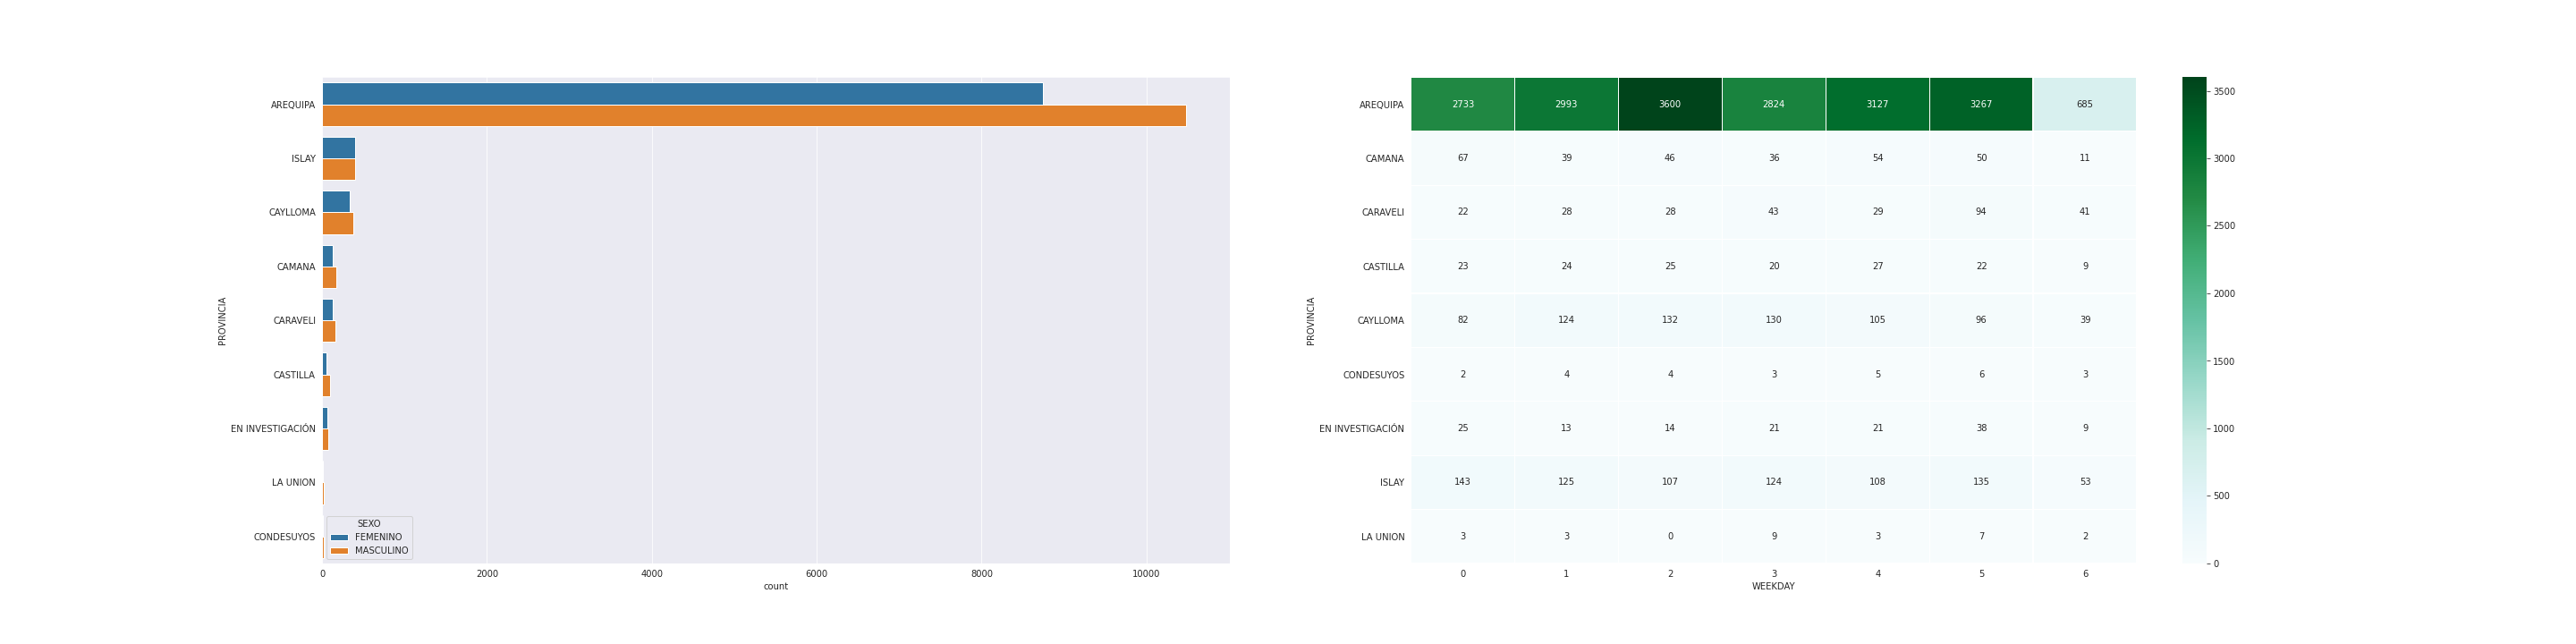 AREQUIPA
ISLAY
CAYLLOMA
CAMANA
CARAVELI
CASTILLA
EN INVESTIGACIÓN
LA UNION
CONDESUYOS
PROVINCIA
SEXO
FEMENINO
MASCULINO
0 2000 4000 6000 8000 10000
count
PROVINCIA
AREQUIPA 2733 2993 3600 2824 3127 3267 685
CAMANA 67 39 46 36 54 50 11
CARAVELI 22 28 28 43 29 94 41
CASTILLA 23 24 25 20 27 22 9
CAYLLOMA 82 124 132 130 105 96 39
CONDESUYOS 2 4 4 3 5 6 3
EN INVESTIGACIÓN 25 13 14 21 21 38 9
ISLAY 143 125 107 124 108 135 53
LA UNION 3 3 0 9 3 7 2
0 1 2 3 4 5 6
WEEKDAY
3500
3000
2500
2000
1500
1000
500
0